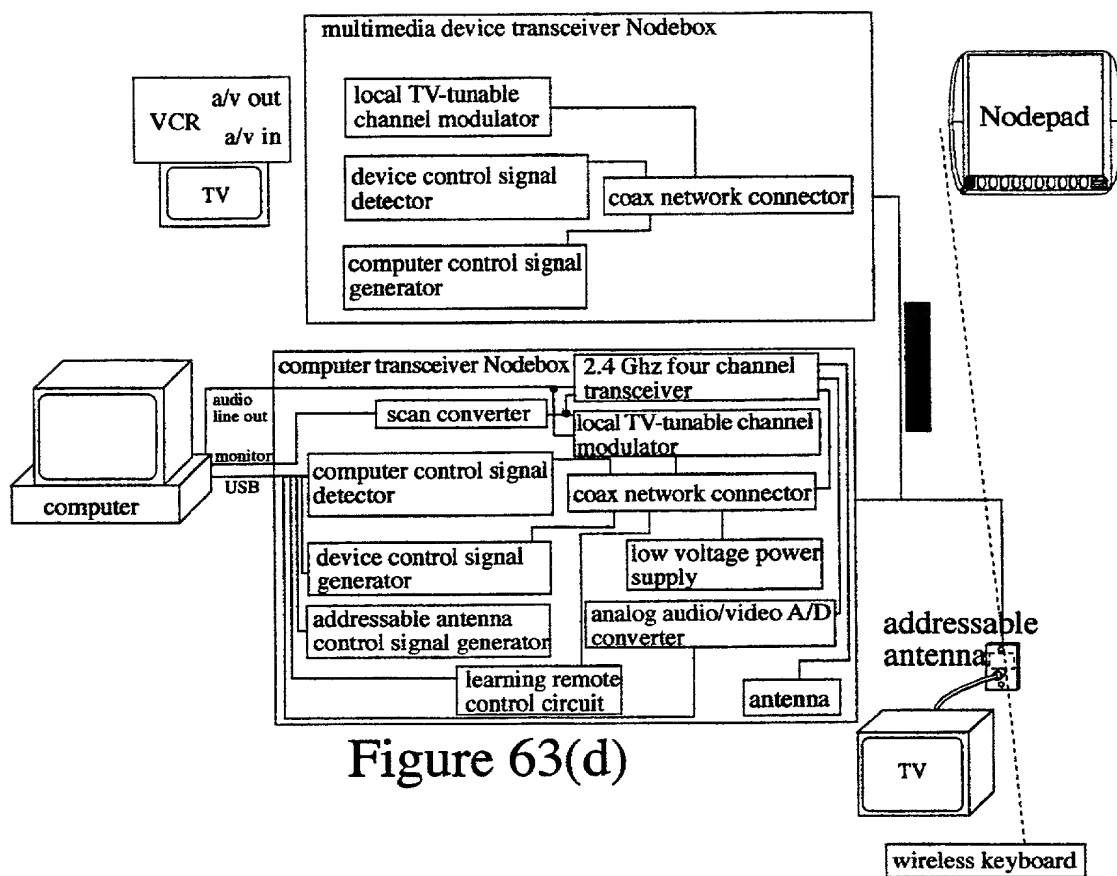 multimedia device transceiver Nodebox
a/v out
VCR
a/v in
TV
local TV-tunable
channel modulator
device control signal
detector
coax network connector
computer control signal
generator
Nodepad
computer transceiver Nodebox
2.4 Ghz four channel
transceiver
audio
line out
scan converter
local TV-tunable channel
modulator
monitor
USB
computer
computer control signal
detector
coax network connector
device control signal
generator
low voltage power
supply
addressable antenna
control signal generator
analog audio/video A/D
converter
learning remote
control circuit
antenna
addressable
antenna
TV
wireless keyboard
Figure 63(d)